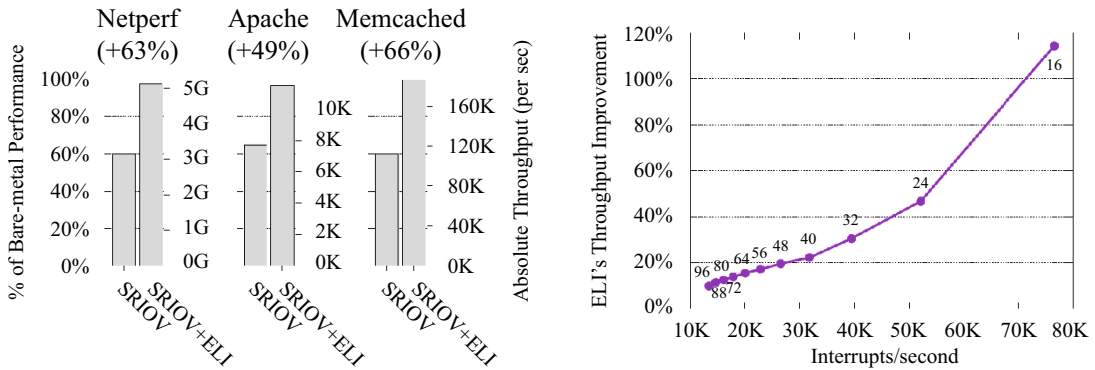 Netperf
(+63%)
Apache
(+49%)
Memcached
(+66%)
% of Bare-metal Performance
100%
80%
60%
40%
20%
0%
5G
4G
3G
2G
1G
0G
10K
8K
6K
4K
2K
0K
160K
120K
80K
40K
0K
Absolute Throughput (per sec)
SRIOV
SRIOV+ELI
SRIOV
SRIOV+ELI
SRIOV
SRIOV+ELI
ELI's Throughput Improvement
120%
100%
80%
60%
40%
20%
0%
96
88
80
72
64
56
48
40
32
24
16
10K 20K 30K 40K 50K 60K 70K 80K
Interrupts/second